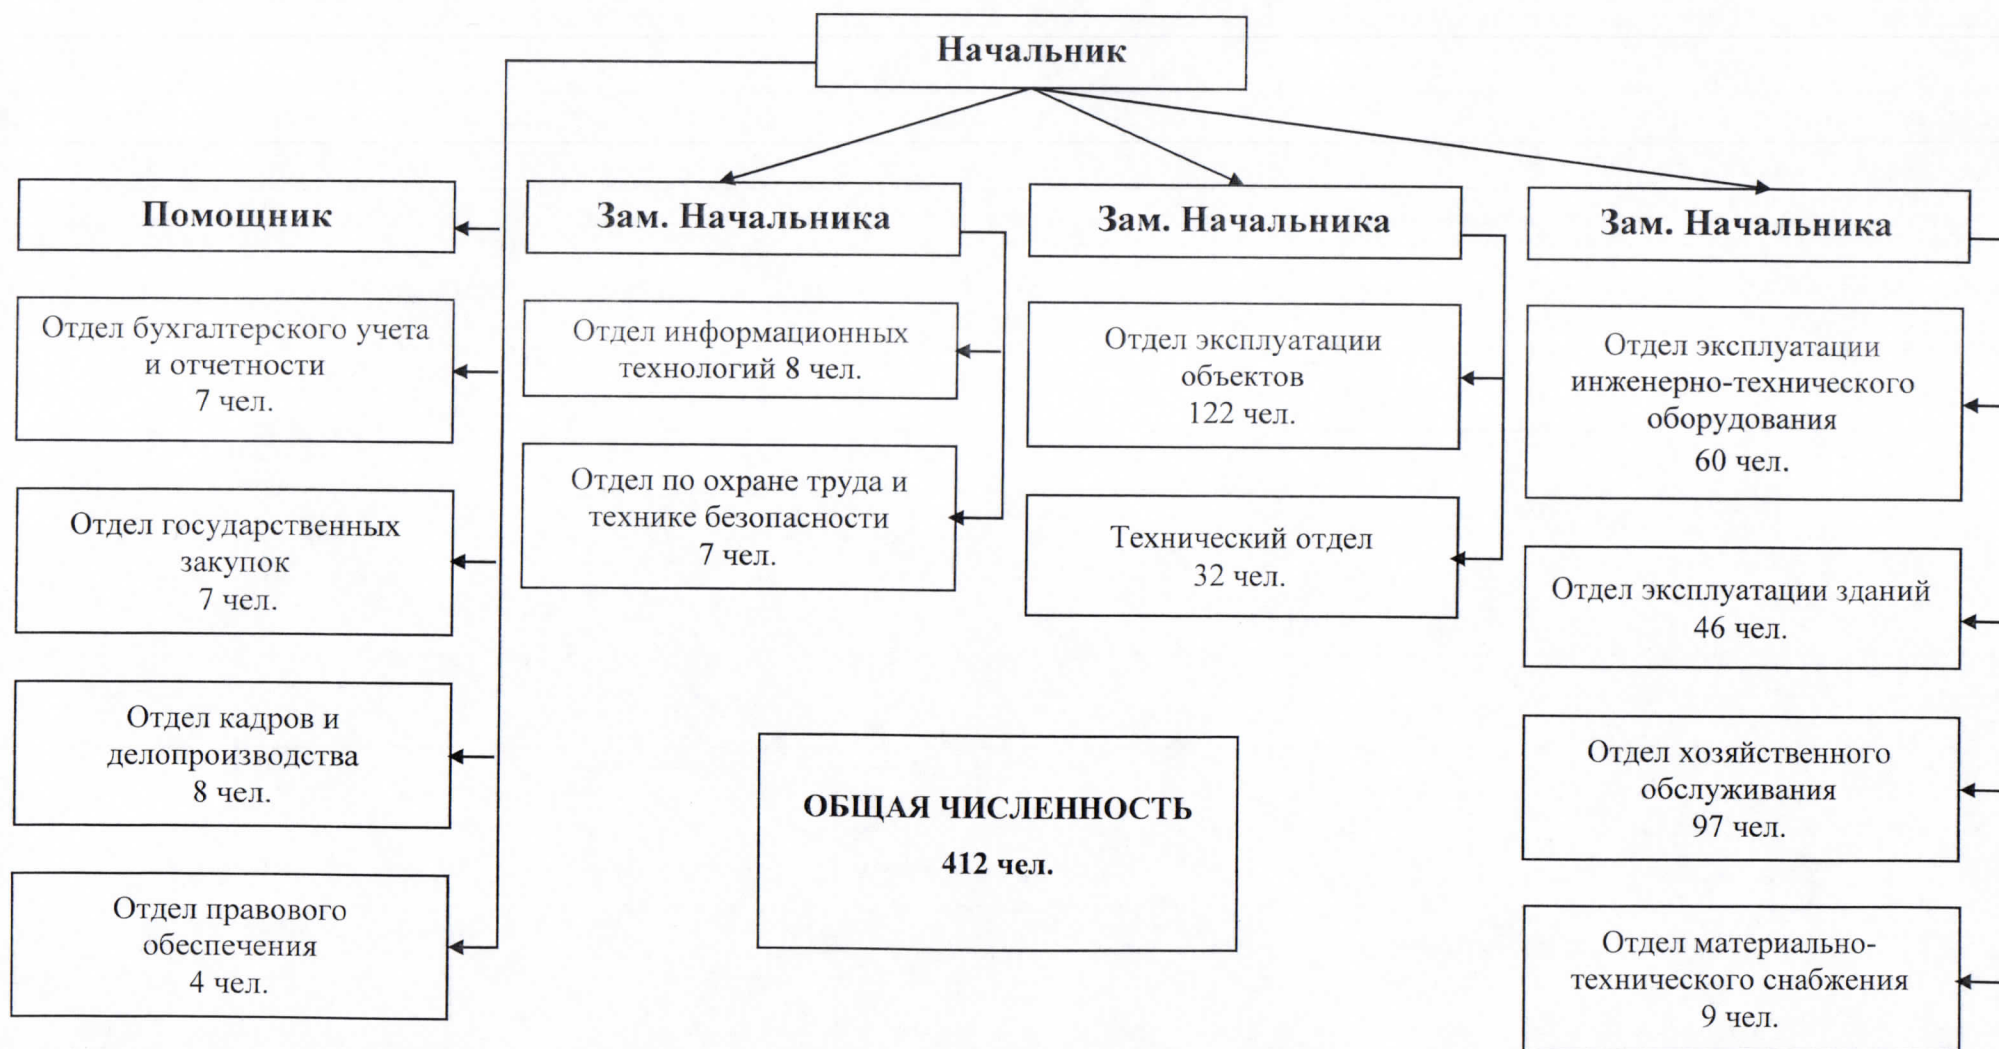 Начальник
Помощник
Зам. Начальника
Зам. Начальника
Зам. Начальника
Отдел бухгалтерского учета
и отчетности
7 чел.
Отдел государственных
закупок
7 чел.
Отдел кадров и
делопроизводства
8 чел.
Отдел правового
обеспечения
4 чел.
Отдел информационных
технологий 8 чел.
Отдел по охране труда и
технике безопасности
7 чел.
Отдел эксплуатации
объектов
122 чел.
Технический отдел
32 чел.
Отдел эксплуатации
инженерно-технического
оборудования
60 чел.
Отдел эксплуатации зданий
46 чел.
Отдел хозяйственного
обслуживания
97 чел.
Отдел материально-
технического снабжения
9 чел.
ОБЩАЯ ЧИСЛЕННОСТЬ
412 чел.